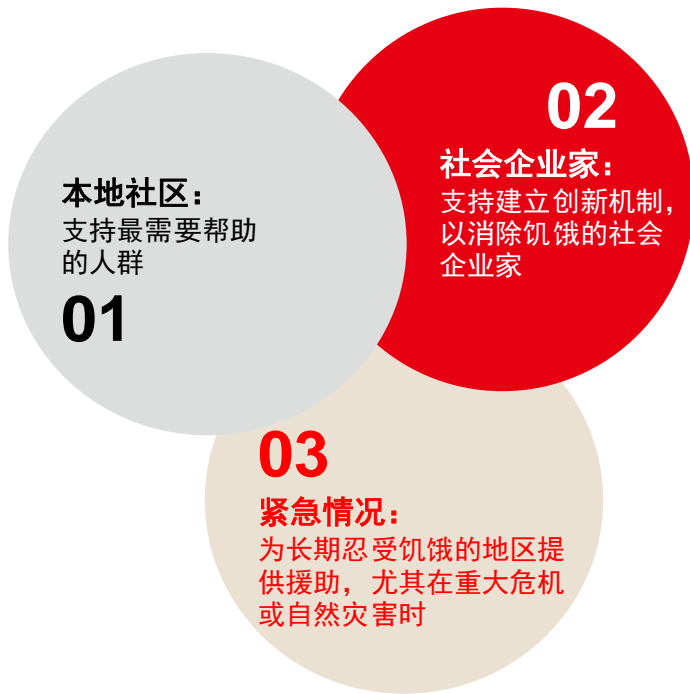 本地社区：
支持最需要帮助
的人群
01
02
社会企业家：
支持建立创新机制，
以消除饥饿的社会
企业家
03
紧急情况：
为长期忍受饥饿的地区提
供援助，尤其在重大危机
或自然灾害时